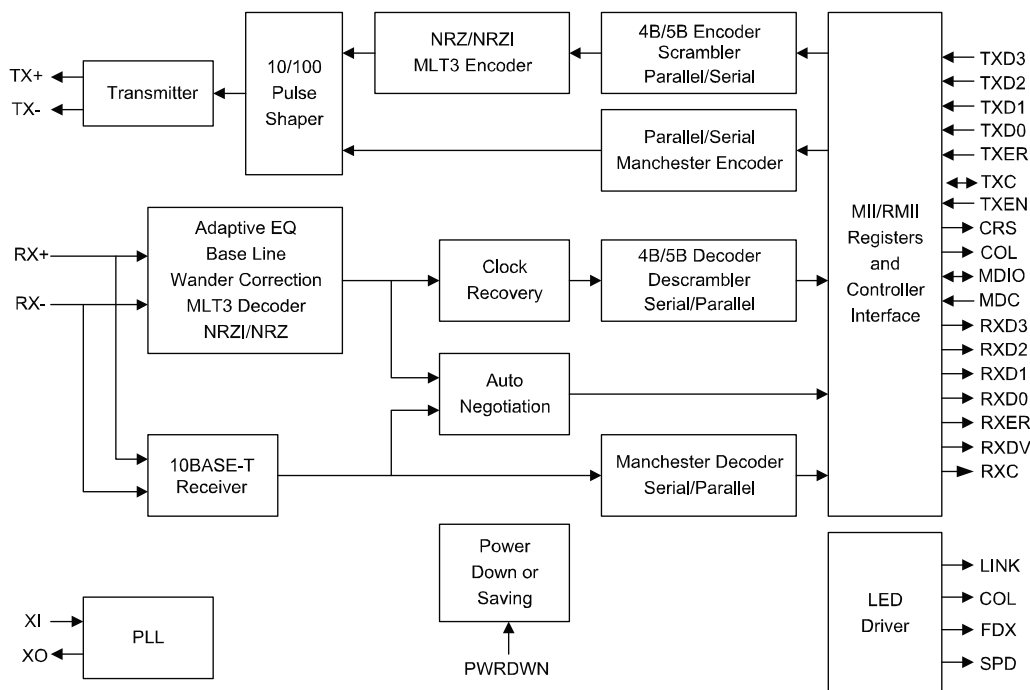 TX+
TX-
Transmitter
10/100
Pulse
Shaper
NRZ/NRZI
MLT3 Encoder
4B/5B Encoder
Scrambler
Parallel/Serial
Parallel/Serial
Manchester Encoder
RX+
RX-
Adaptive EQ
Base Line
Wander Correction
MLT3 Decoder
NRZI/NRZ
Clock
Recovery
4B/5B Decoder
Descrambler
Serial/Parallel
Auto
Negotiation
10BASE-T
Receiver
Manchester Decoder
Serial/Parallel
MII/RMII
Registers
and
Controller
Interface
TXD3
TXD2
TXD1
TXD0
TXER
TXC
TXEN
CRS
COL
MDIO
MDC
RXD3
RXD2
RXD1
RXD0
RXER
RXDV
RXC
Power
Down or
Saving
PWRDWN
XI
XO
PLL
LED
Driver
LINK
COL
FDX
SPD